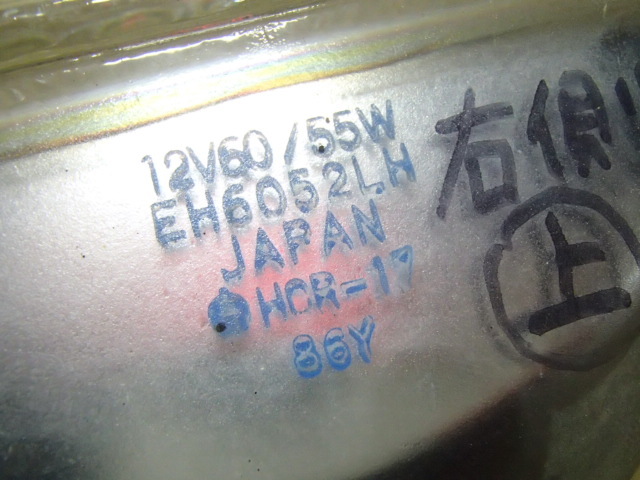 12V60/55W
EH6052LH
JAPAN
HCR-17
86Y
右側
上